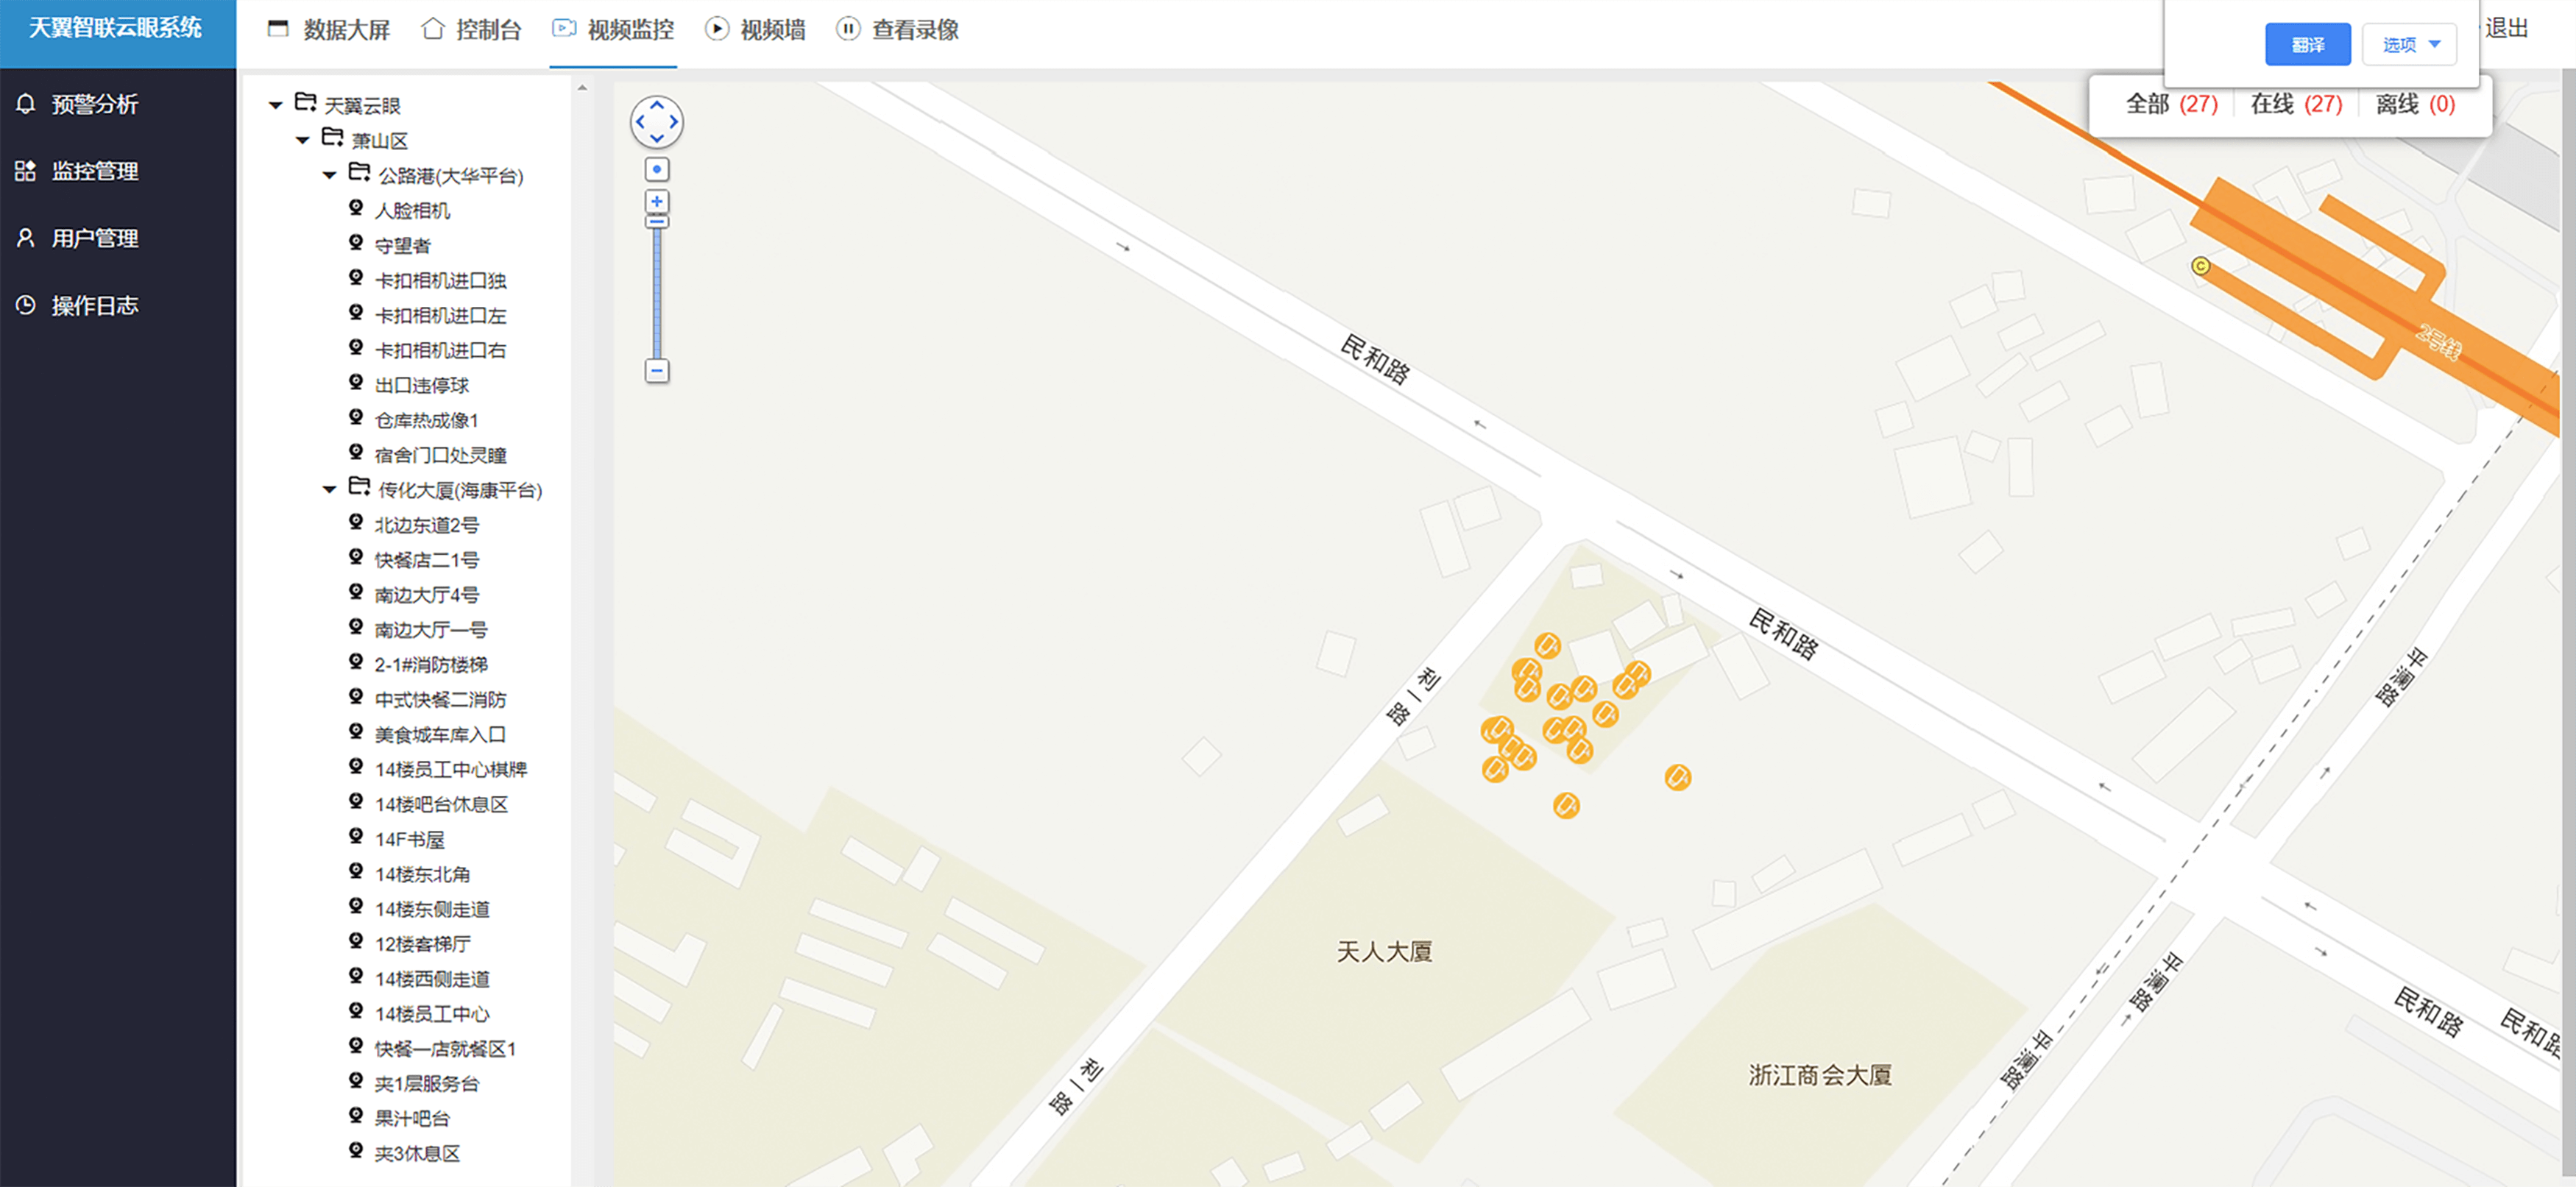 天翼智联云眼系统
数据大屏
控制台
视频监控
视频墙
查看录像
翻译
选项
退出
全部 (27)
在线 (27)
离线 (0)
预警分析
监控管理
用户管理
操作日志
天翼云眼
萧山区
公路港(大华平台)
人脸相机
守望者
卡扣相机进口独
卡扣相机进口左
卡扣相机进口右
出口违停球
仓库热成像1
宿舍门口处灵瞳
传化大厦(海康平台)
北边东道2号
快餐店二1号
南边大厅4号
南边大厅一号
2-1#消防楼梯
中式快餐二消防
美食城车库入口
14楼员工中心棋牌
14楼吧台休息区
14F书屋
14楼东北角
14楼东侧走道
12楼客梯厅
14楼西侧走道
14楼员工中心
快餐一店就餐区1
夹1层服务台
果汁吧台
夹3休息区
C
2号线
民和路
民和路
利一路
平澜路
天人大厦
浙江商会大厦
平澜路
民和路
民和路
平澜路
利一路